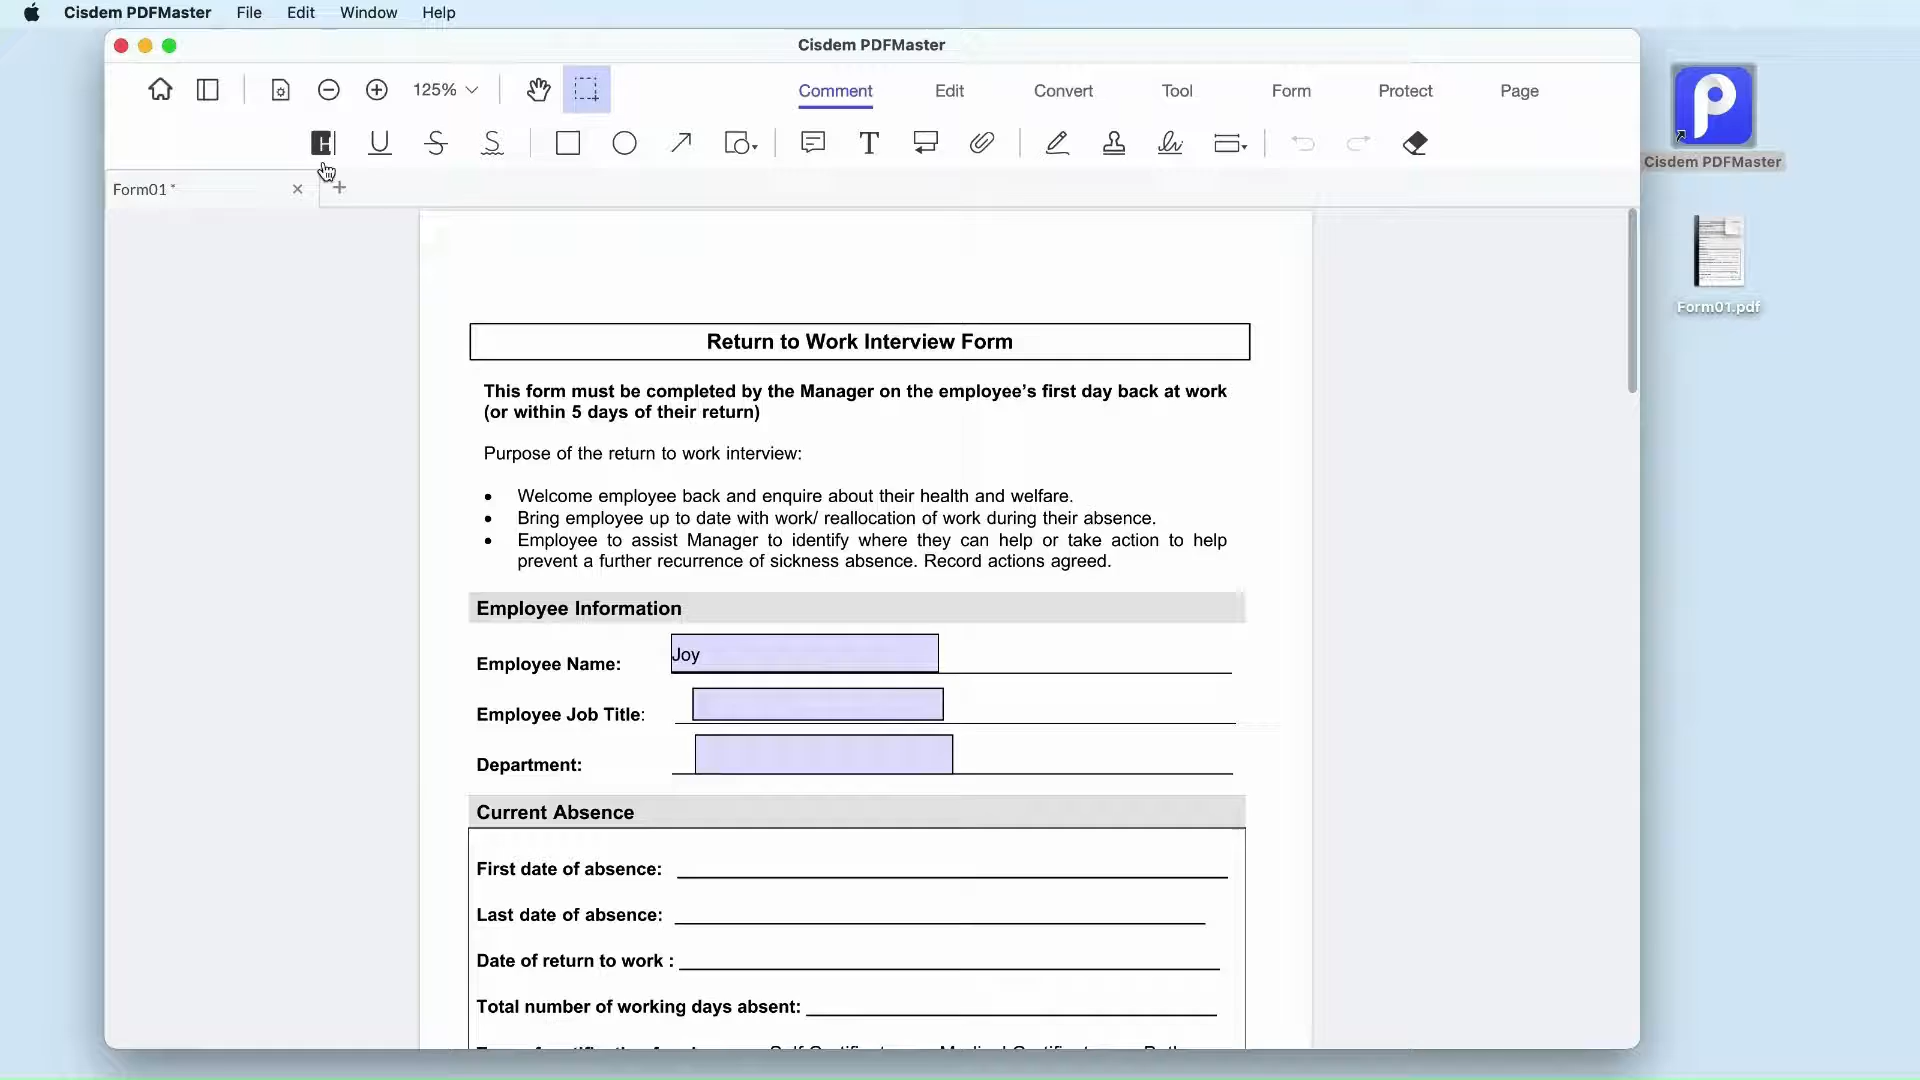 Cisdem PDFMaster File Edit Window Help
Cisdem PDFMaster
125%
Comment Edit Convert Tool Form Protect Page
Cisdem PDFMaster
Form01 *
Form01.pdf
Return to Work Interview Form
This form must be completed by the Manager on the employee’s first day back at work
(or within 5 days of their return)
Purpose of the return to work interview:
• Welcome employee back and enquire about their health and welfare.
• Bring employee up to date with work/ reallocation of work during their absence.
• Employee to assist Manager to identify where they can help or take action to help
prevent a further recurrence of sickness absence. Record actions agreed.
Employee Information
Employee Name: Joy
Employee Job Title:
Department:
Current Absence
First date of absence:
Last date of absence:
Date of return to work :
Total number of working days absent: